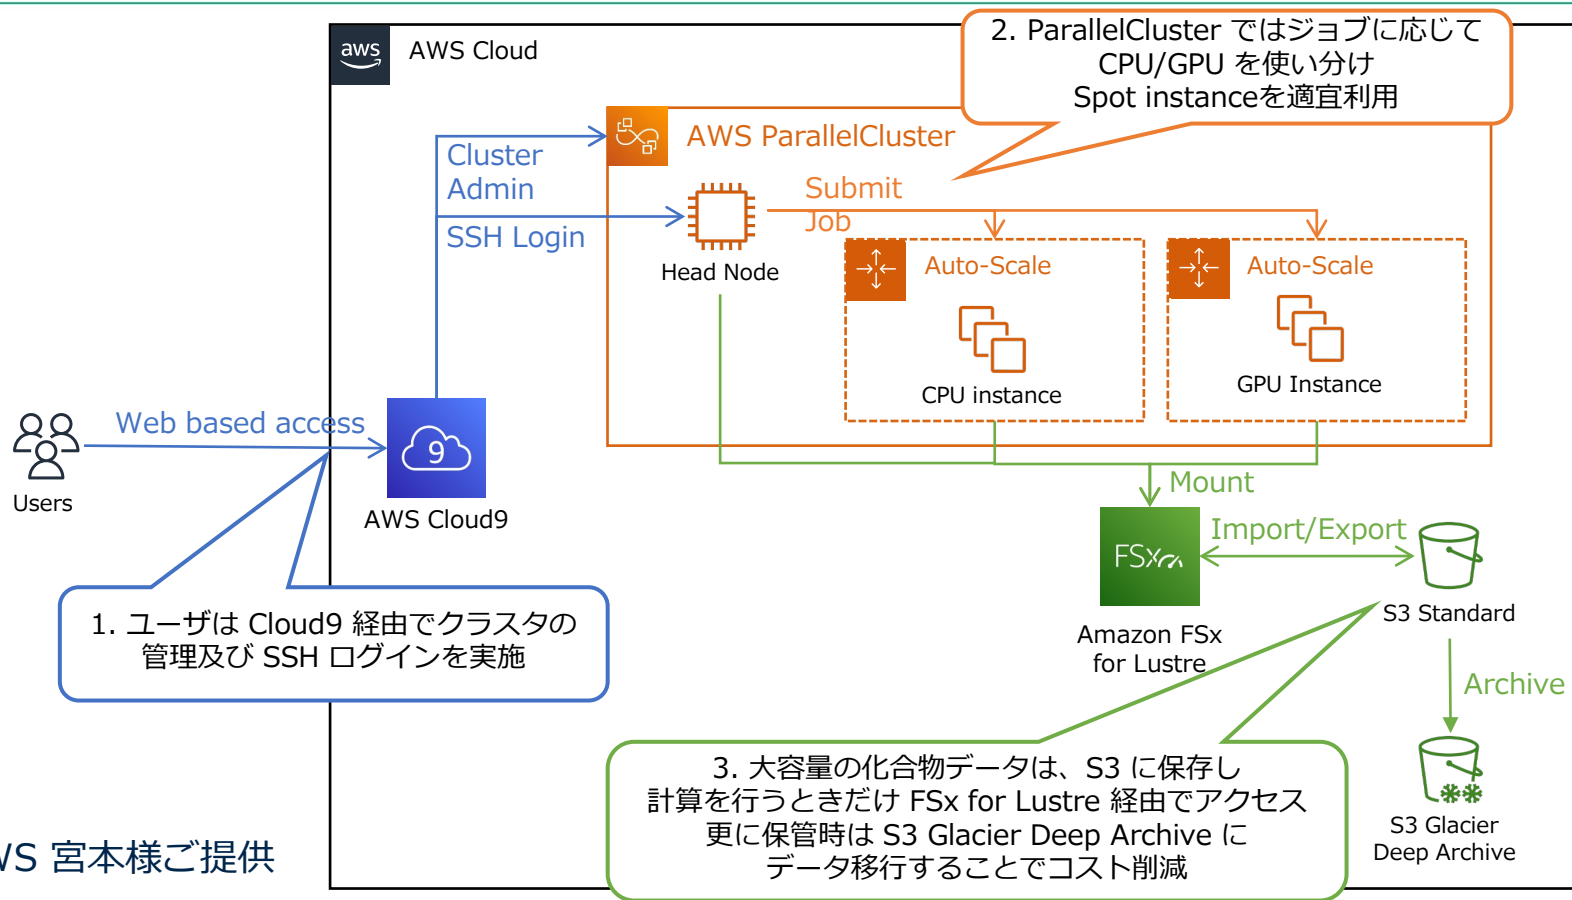 aws
AWS Cloud
2. ParallelCluster ではジョブに応じて
CPU/GPU を使い分け
Spot instanceを適宜利用
AWS ParallelCluster
Cluster
Admin
SSH Login
Submit
Job
Head Node
Auto-Scale
CPU instance
Auto-Scale
GPU Instance
Web based access
Users
9
AWS Cloud9
1. ユーザは Cloud9 経由でクラスタの
管理及び SSH ログインを実施
Mount
Import/Export
FSx
Amazon FSx
for Lustre
S3 Standard
Archive
3. 大容量の化合物データは、S3 に保存し
計算を行うときだけ FSx for Lustre 経由でアクセス
更に保管時は S3 Glacier Deep Archive に
データ移行することでコスト削減
S3 Glacier
Deep Archive
WS 宮本様ご提供